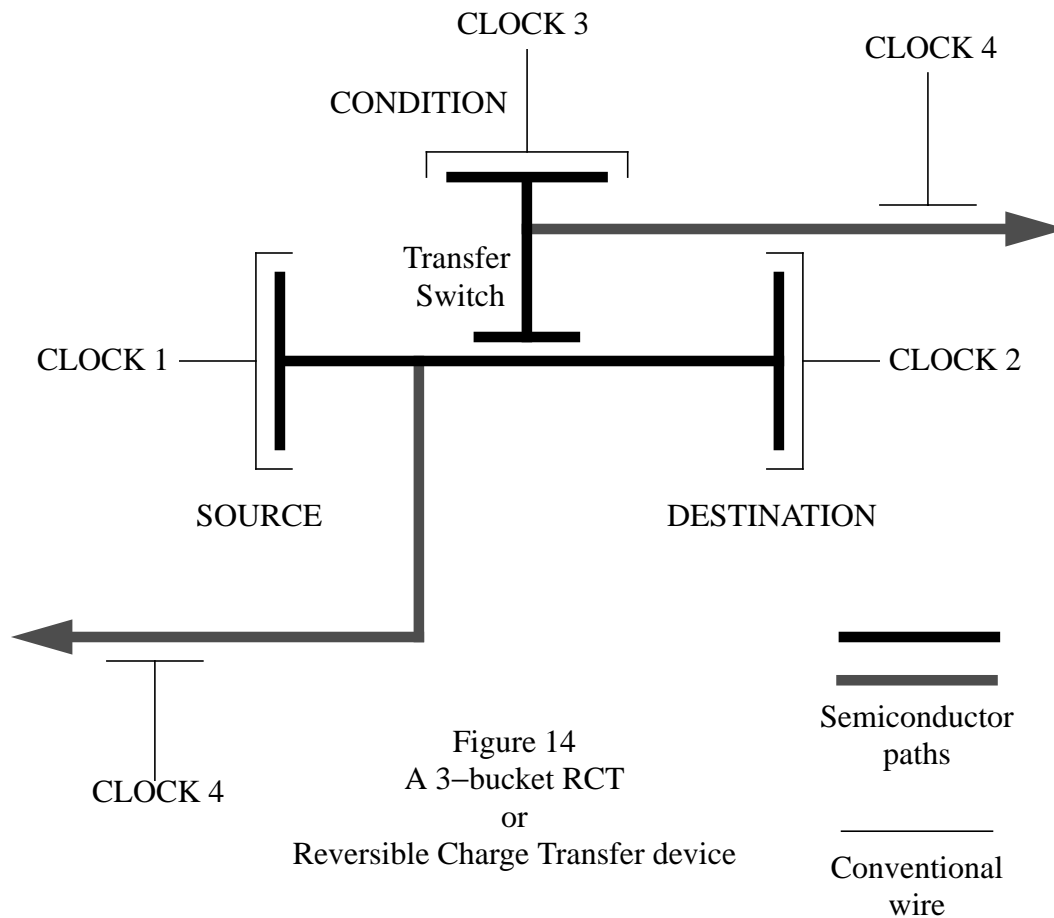 CLOCK 3
CLOCK 4
CONDITION
Transfer
Switch
CLOCK 1
CLOCK 2
SOURCE
DESTINATION
CLOCK 4
Figure 14
A 3−bucket RCT
or
Reversible Charge Transfer device
Semiconductor
paths
Conventional
wire